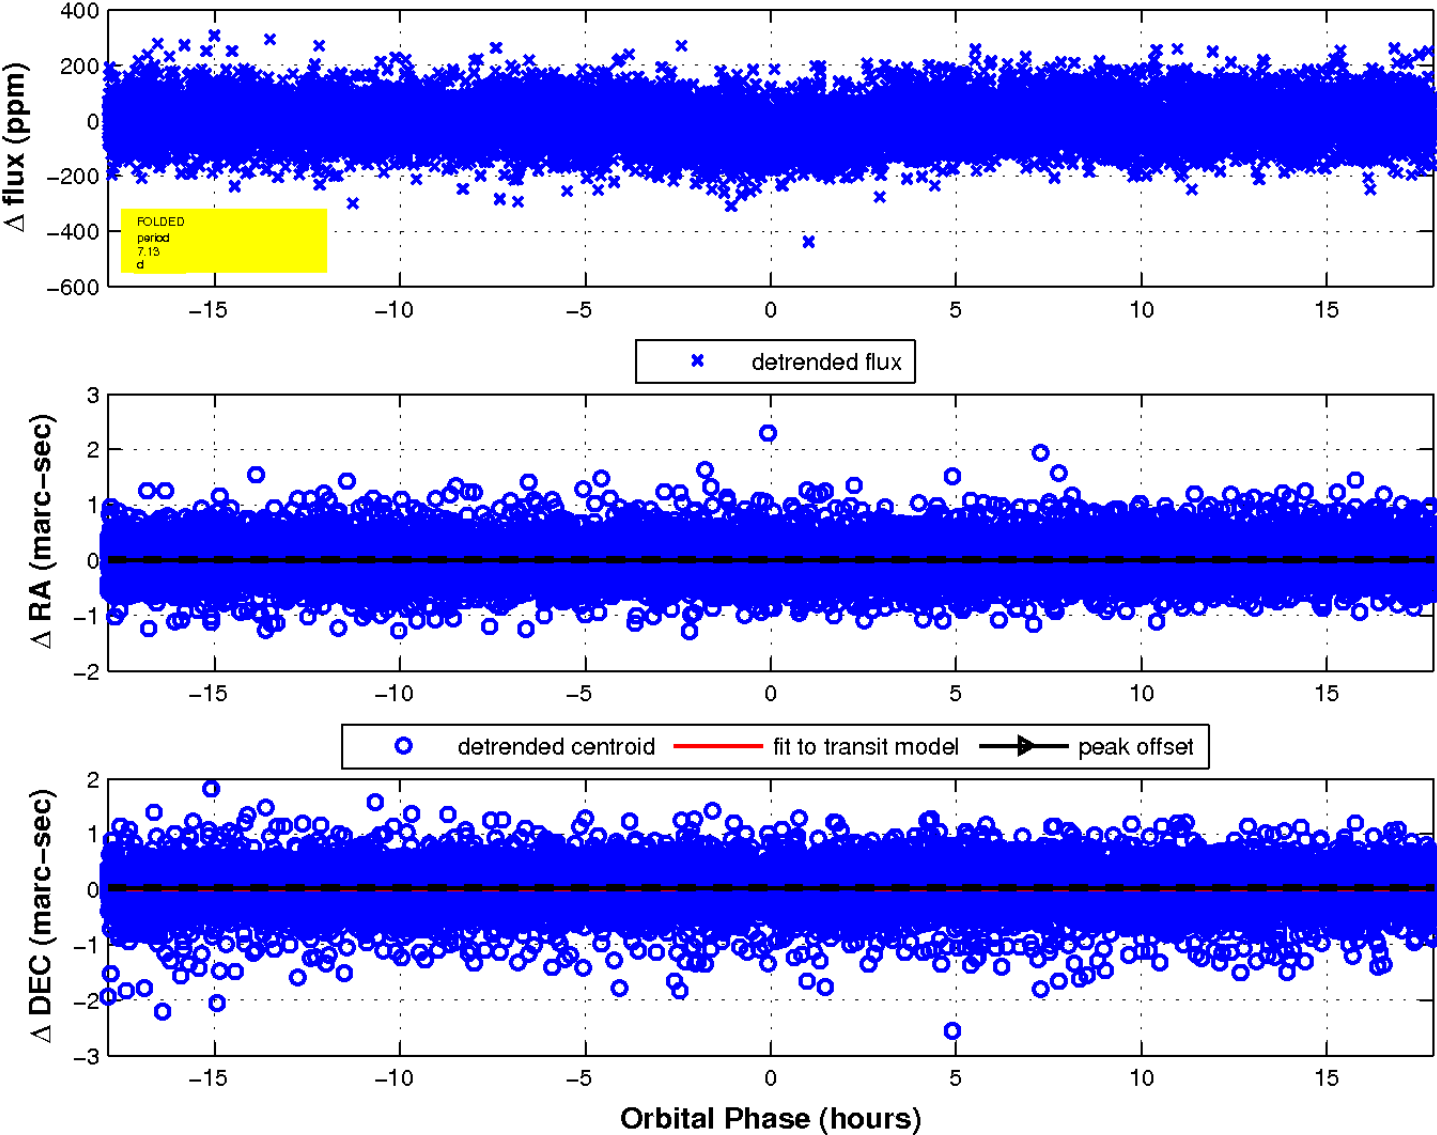 400
200
0
−200
−400
−600
Δ flux (ppm)
FOLDED
period
7.13
d
−15 −10 −5 0 5 10 15
detrended flux
3
2
1
0
−1
−2
Δ RA (marc−sec)
−15 −10 −5 0 5 10 15
detrended centroid fit to transit model peak offset
2
1
0
−1
−2
−3
Δ DEC (marc−sec)
−15 −10 −5 0 5 10 15
Orbital Phase (hours)